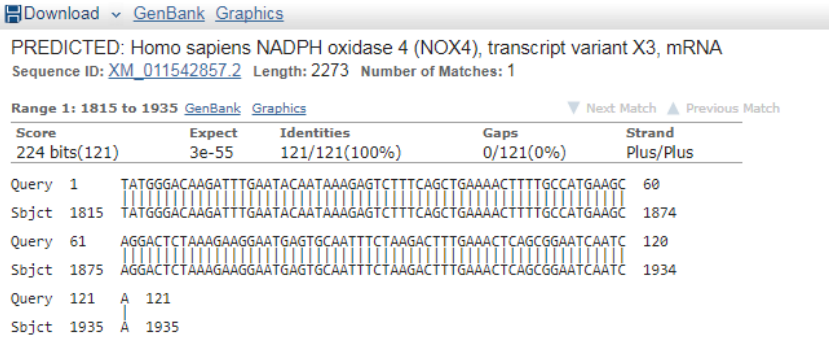 Download GenBank Graphics
PREDICTED: Homo sapiens NADPH oxidase 4 (NOX4), transcript variant X3, mRNA
Sequence ID: XM_011542857.2 Length: 2273 Number of Matches: 1
Range 1: 1815 to 1935 GenBank Graphics Next Match Previous Match
Score Expect Identities Gaps Strand
224 bits(121) 3e-55 121/121(100%) 0/121(0%) Plus/Plus
Query 1 TATGGGACAAGATTTGAATACAATAAAGAGTCTTTCAGCTGAAAACTTTTGCCATGAAGC 60
Sbjct 1815 TATGGGACAAGATTTGAATACAATAAAGAGTCTTTCAGCTGAAAACTTTTGCCATGAAGC 1874
Query 61 AGGACTCTAAAGAAGGAATGAGTGCAATTTCTAAGACTTTGAAACTCAGCGGAATCAATC 120
Sbjct 1875 AGGACTCTAAAGAAGGAATGAGTGCAATTTCTAAGACTTTGAAACTCAGCGGAATCAATC 1934
Query 121 A 121
Sbjct 1935 A 1935